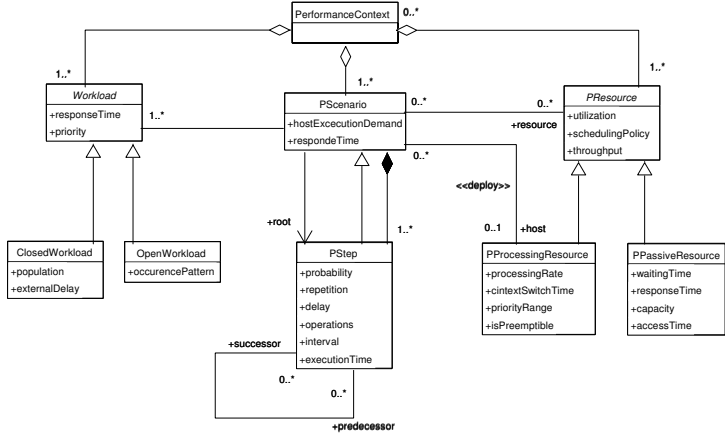 PerformanceContext
0..*
1..*
1..*
1..*
Workload
+responseTime
+priority
1..*
PScenario
+hostExcecutionDemand
+respondeTime
0..*
0..*
+resource
0..*
PResource
+utilization
+schedulingPolicy
+throughput
<<deploy>>
+root
1..*
0..1
+host
ClosedWorkload
+population
+externalDelay
OpenWorkload
+occurencePattern
PStep
+probability
+repetition
+delay
+operations
+interval
+executionTime
PProcessingResource
+processingRate
+cintextSwitchTime
+priorityRange
+isPreemptible
PPassiveResource
+waitingTime
+responseTime
+capacity
+accessTime
+successor
0..*
0..*
+predecessor